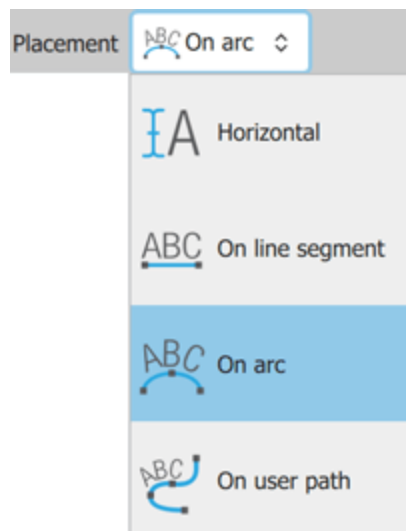 Placement ABC On arc
A Horizontal
ABC On line segment
ABC On arc
ABC On user path